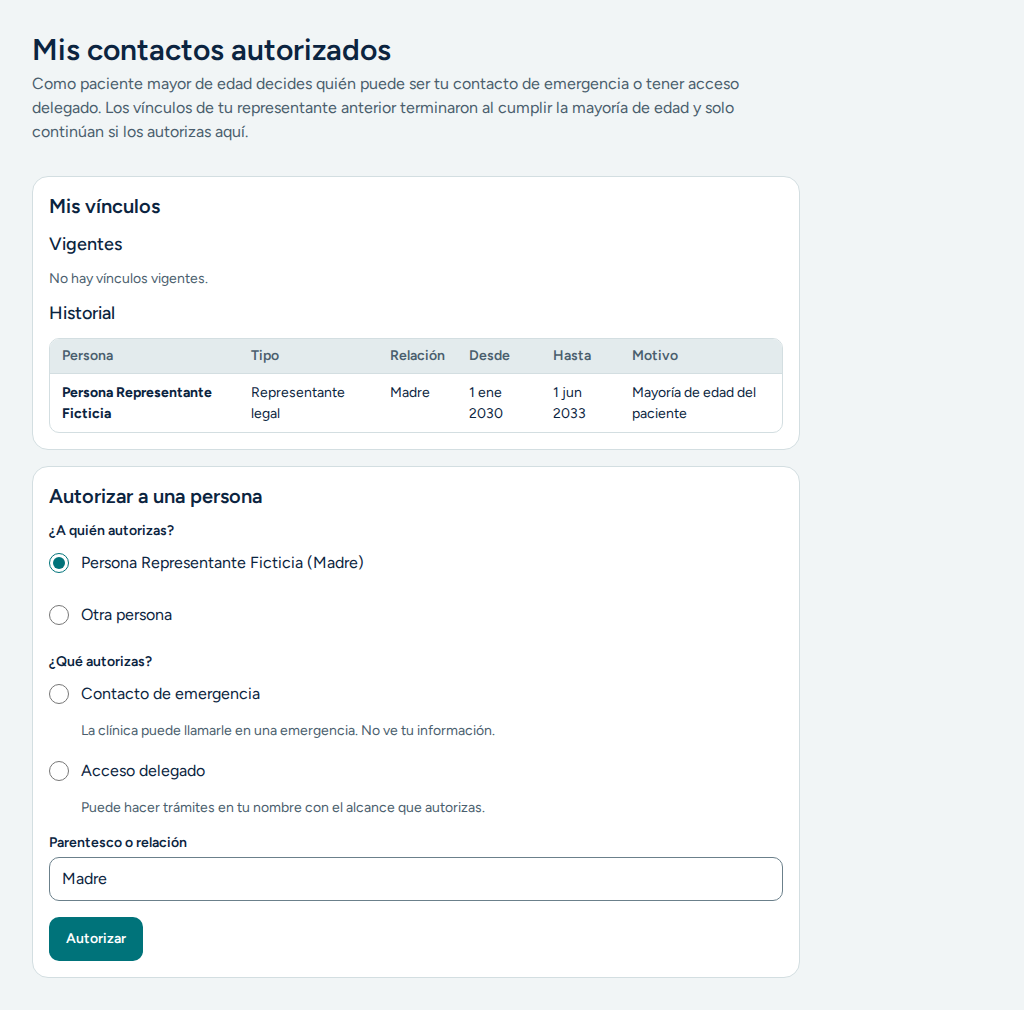 Mis contactos autorizados
Como paciente mayor de edad decides quién puede ser tu contacto de emergencia o tener acceso
delegado. Los vínculos de tu representante anterior terminaron al cumplir la mayoría de edad y solo
continúan si los autorizas aquí.
Mis vínculos
Vigentes
No hay vínculos vigentes.
Historial
Persona Tipo Relación Desde Hasta Motivo
Persona Representante Representante Madre 1 ene 1 jun Mayoría de edad del
Ficticia legal 2030 2033 paciente
Autorizar a una persona
¿A quién autorizas?
Persona Representante Ficticia (Madre)
Otra persona
¿Qué autorizas?
Contacto de emergencia
La clínica puede llamarle en una emergencia. No ve tu información.
Acceso delegado
Puede hacer trámites en tu nombre con el alcance que autorizas.
Parentesco o relación
Madre
Autorizar